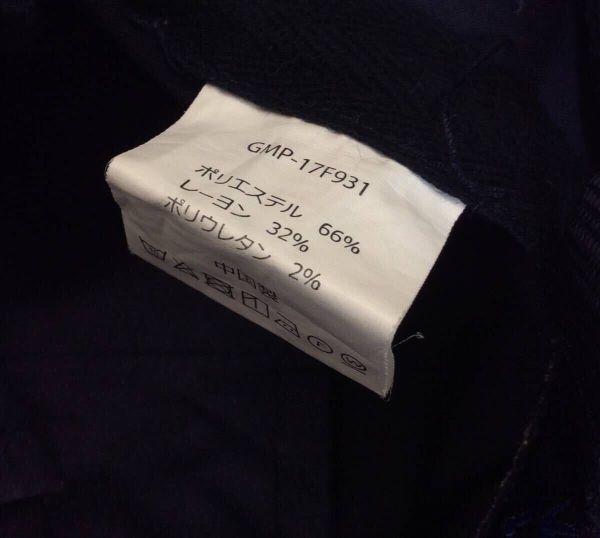 GMP-17F931
ポリエステル 66%
レーヨン 32%
ポリウレタン 2%
中国製